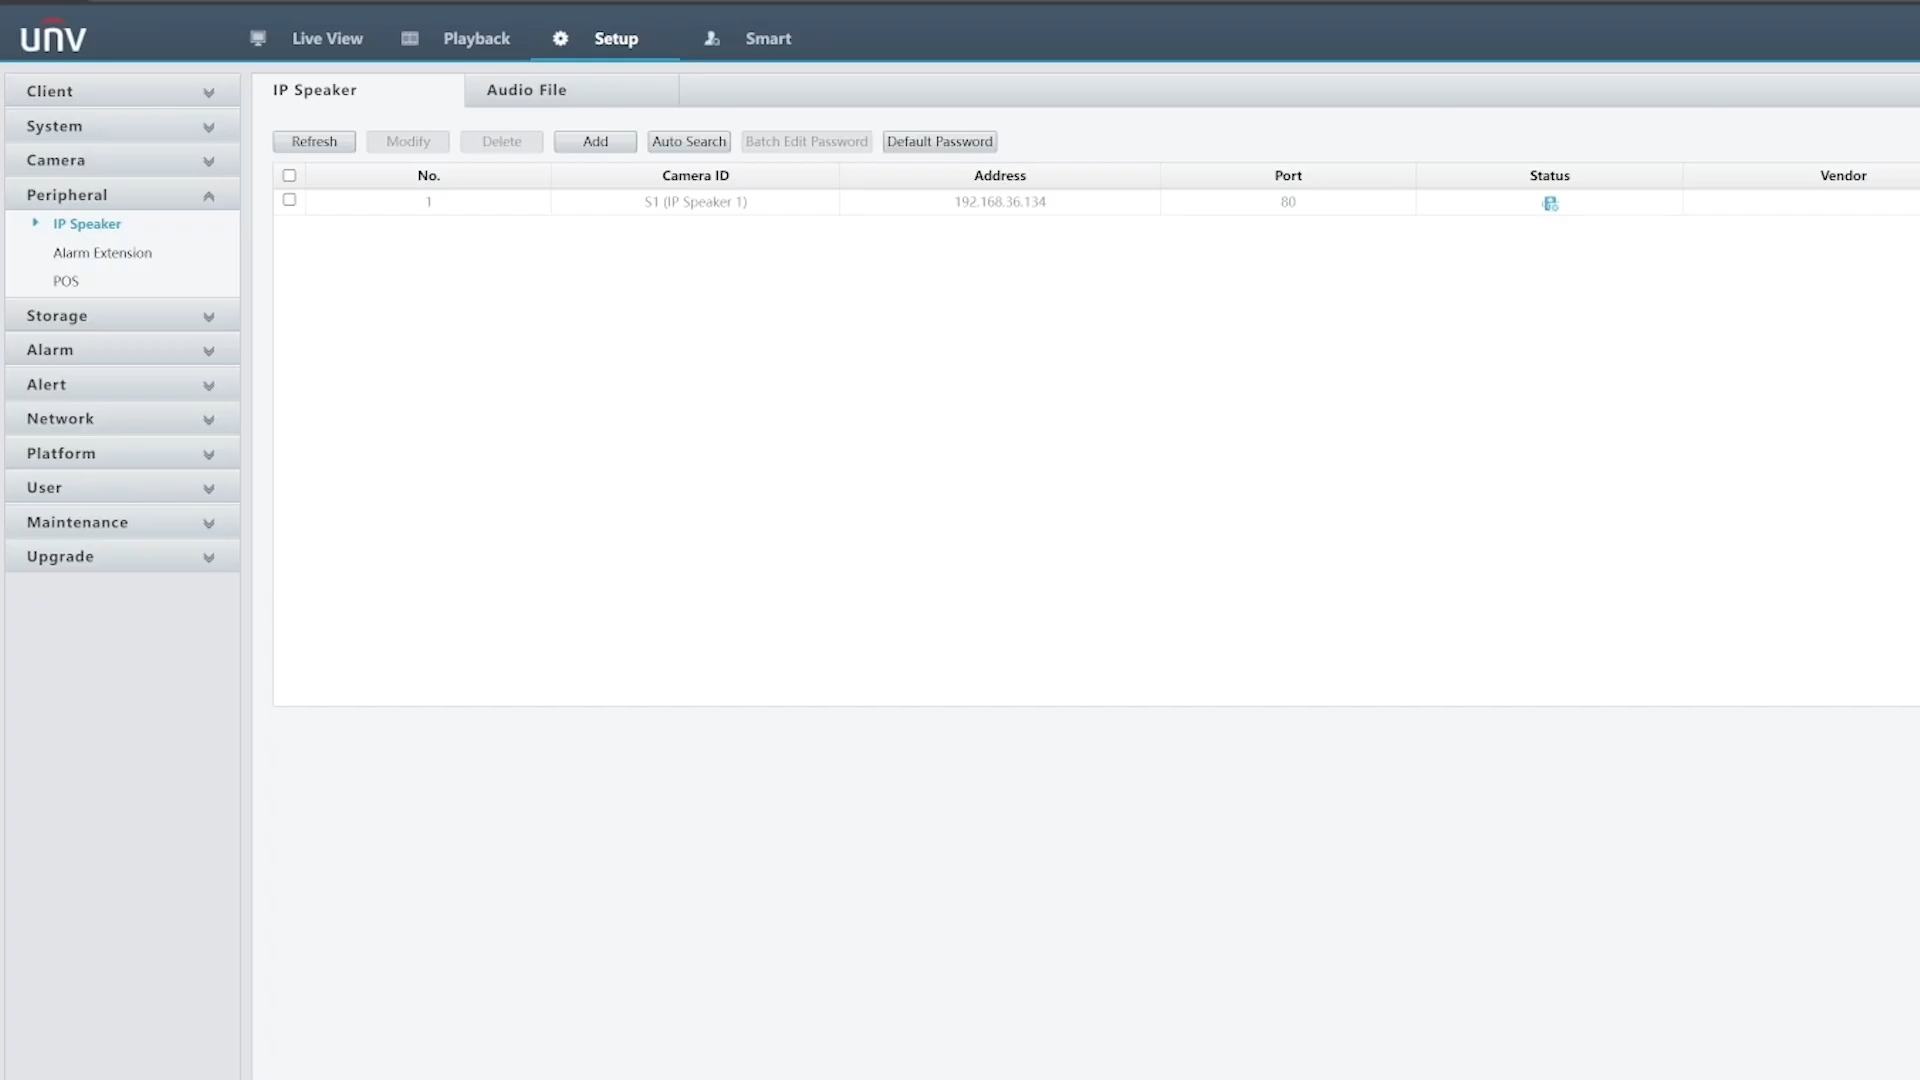 unv
Live View
Playback
Setup
Smart
Client
System
Camera
Peripheral
IP Speaker
Alarm Extension
POS
Storage
Alarm
Alert
Network
Platform
User
Maintenance
Upgrade
IP Speaker
Audio File
Refresh
Modify
Delete
Add
Auto Search
Batch Edit Password
Default Password
No. Camera ID Address Port Status Vendor
1 S1 (IP Speaker 1) 192.168.36.134 80